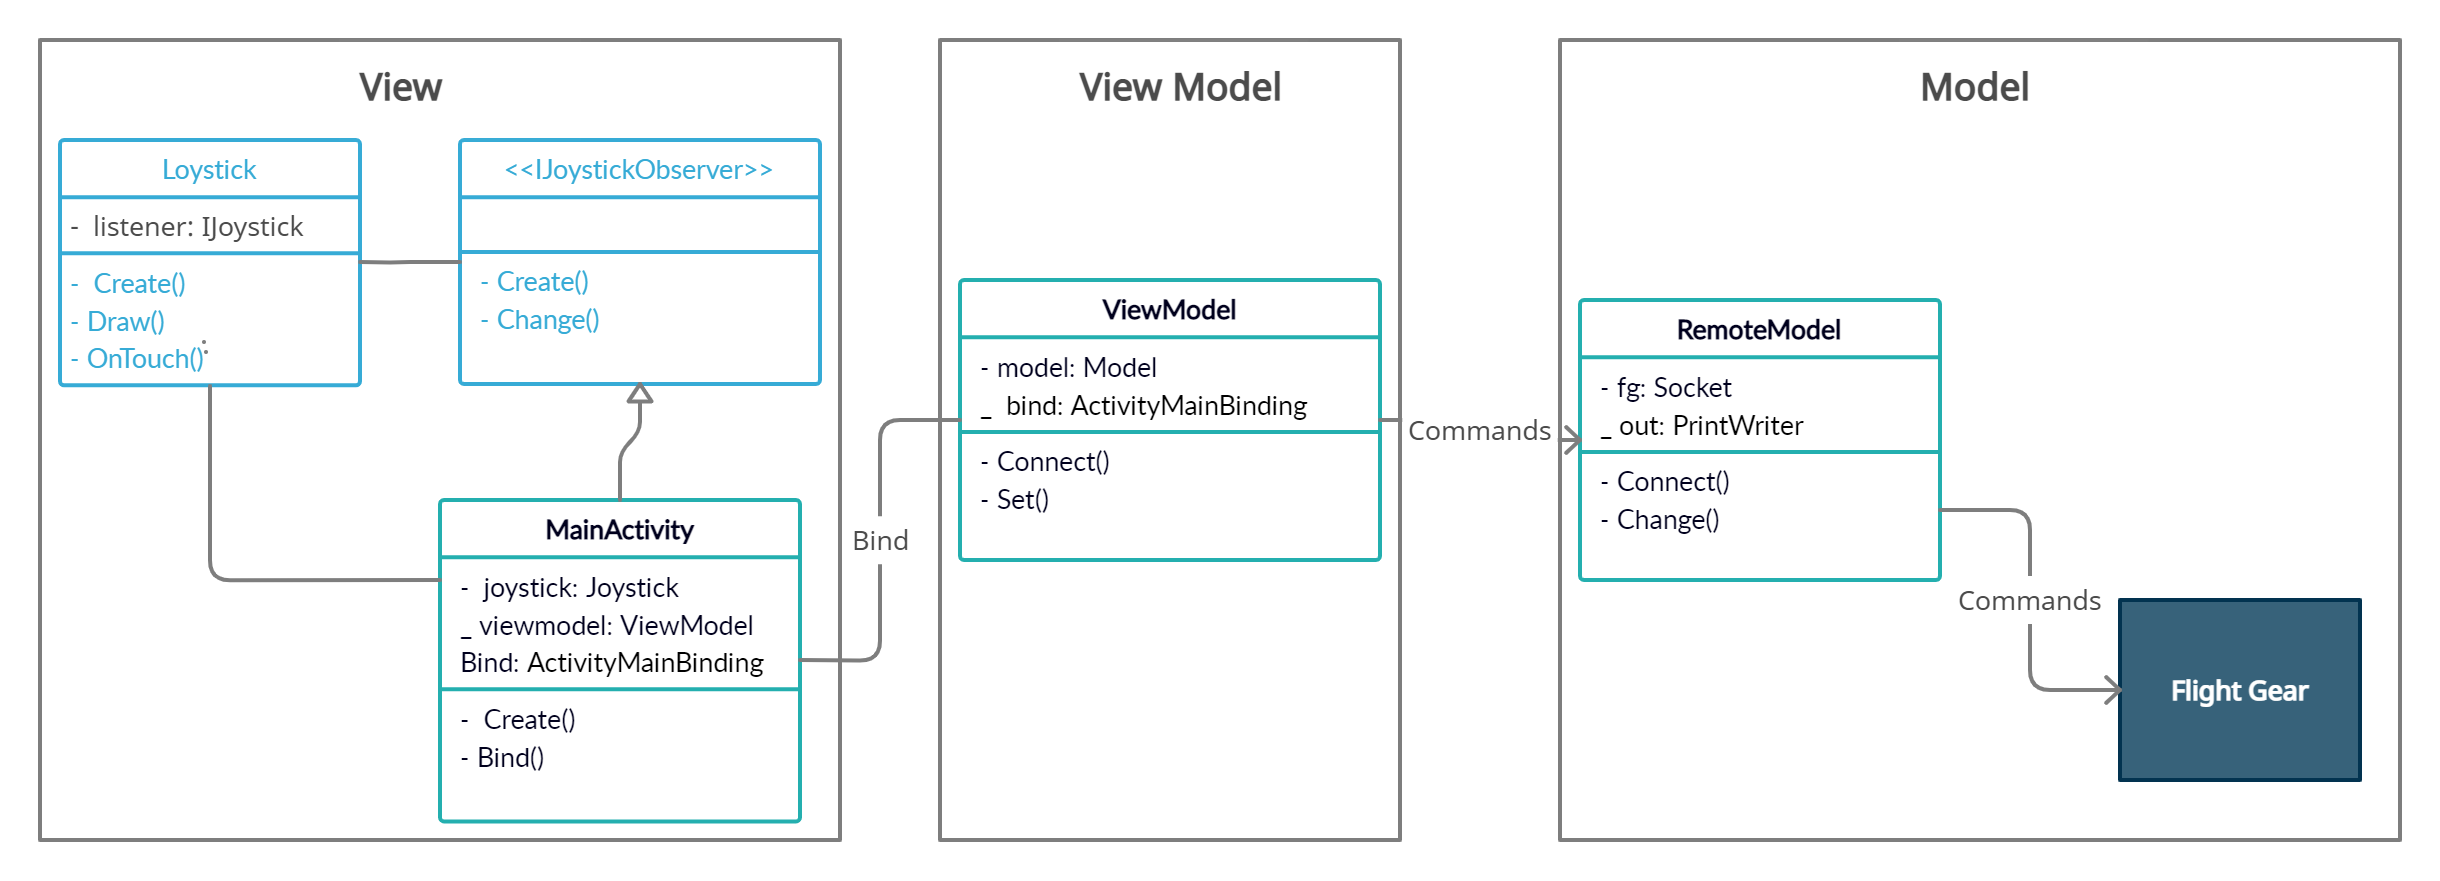 View
Loystick
- listener: IJoystick
- Create()
- Draw()
- OnTouch()
<<IJoystickObserver>>
- Create()
- Change()
MainActivity
- joystick: Joystick
_ viewmodel: ViewModel
Bind: ActivityMainBinding
- Create()
- Bind()
Bind
View Model
ViewModel
- model: Model
_ bind: ActivityMainBinding
- Connect()
- Set()
Commands
Model
RemoteModel
- fg: Socket
_ out: PrintWriter
- Connect()
- Change()
Commands
Flight Gear